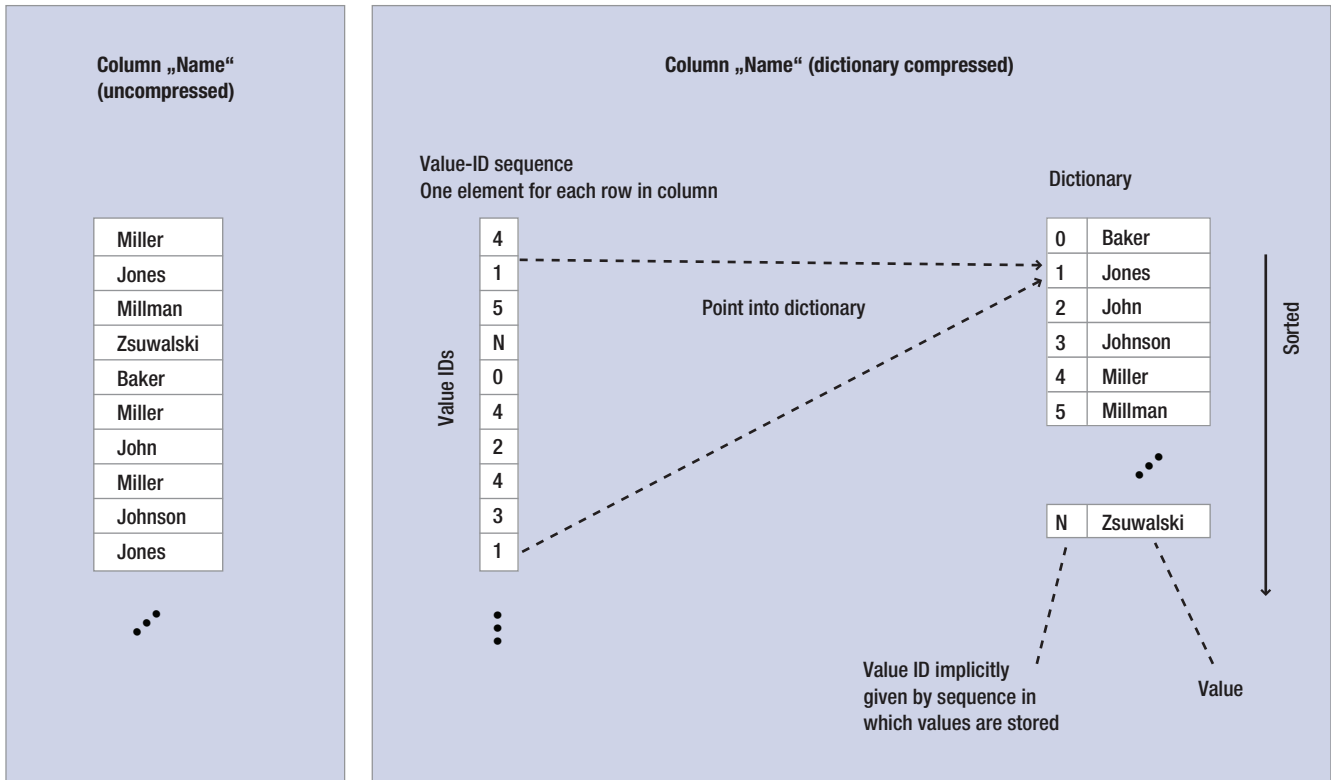 Column „Name“
(uncompressed)
Miller
Jones
Millman
Zsuwalski
Baker
Miller
John
Miller
Johnson
Jones
Column „Name“ (dictionary compressed)
Value-ID sequence
One element for each row in column
Value IDs
4
1
5
N
0
4
2
4
3
1
Point into dictionary
Dictionary
0 Baker
1 Jones
2 John
3 Johnson
4 Miller
5 Millman
N Zsuwalski
Sorted
Value ID implicitly
given by sequence in
which values are stored
Value